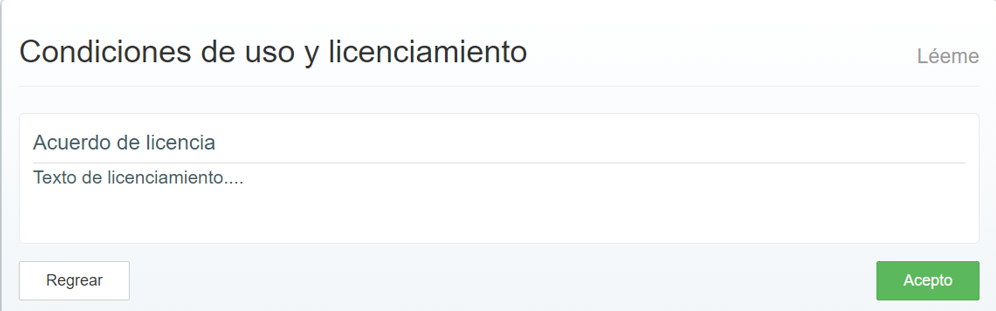 Condiciones de uso y licenciamiento
Léeme
Acuerdo de licencia
Texto de licenciamiento....
Regrear
Acepto